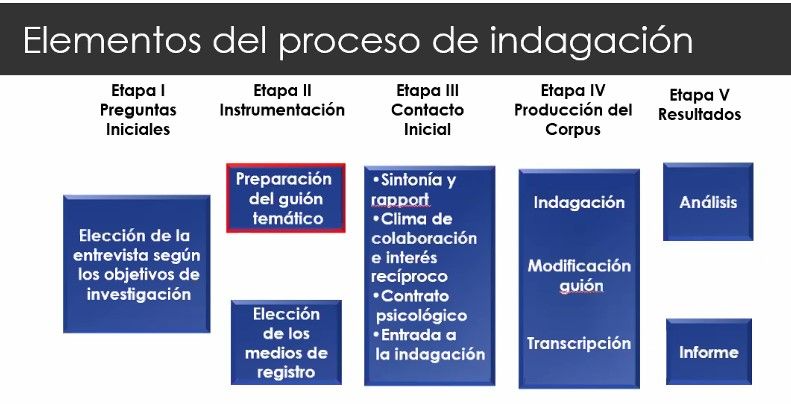 Elementos del proceso de indagación
Etapa I
Preguntas
Iniciales
Etapa II
Instrumentación
Etapa III
Contacto
Inicial
Etapa IV
Producción del
Corpus
Etapa V
Resultados
Elección de la
entrevista según
los objetivos de
investigación
Preparación
del guión
temático
Elección
de los
medios de
registro
•Sintonía y
rapport
•Clima de
colaboración
e interés
recíproco
•Contrato
psicológico
•Entrada a
la indagación
Indagación
Modificación
guión
Transcripción
Análisis
Informe